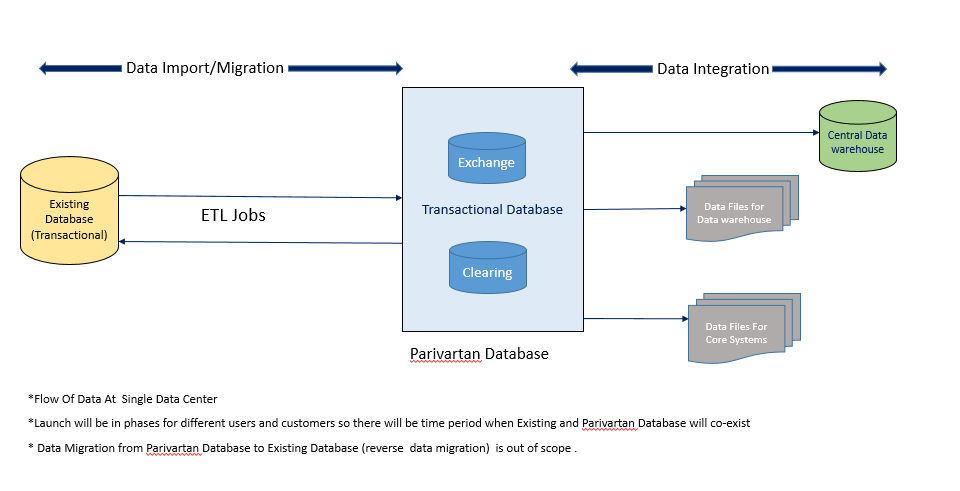 Data Import/Migration
Data Integration
Exchange
Central Data
warehouse
Existing
Database
(Transactional)
ETL Jobs
Transactional Database
Data Files for
Data warehouse
Clearing
Data Files For
Core Systems
Parivartan Database
*Flow Of Data At  Single Data Center
*Launch will be in phases for different users and customers so there will be time period when Existing and Parivartan Database will co-exist
* Data Migration from Parivartan Database to Existing Database (reverse  data migration)  is out of scope .